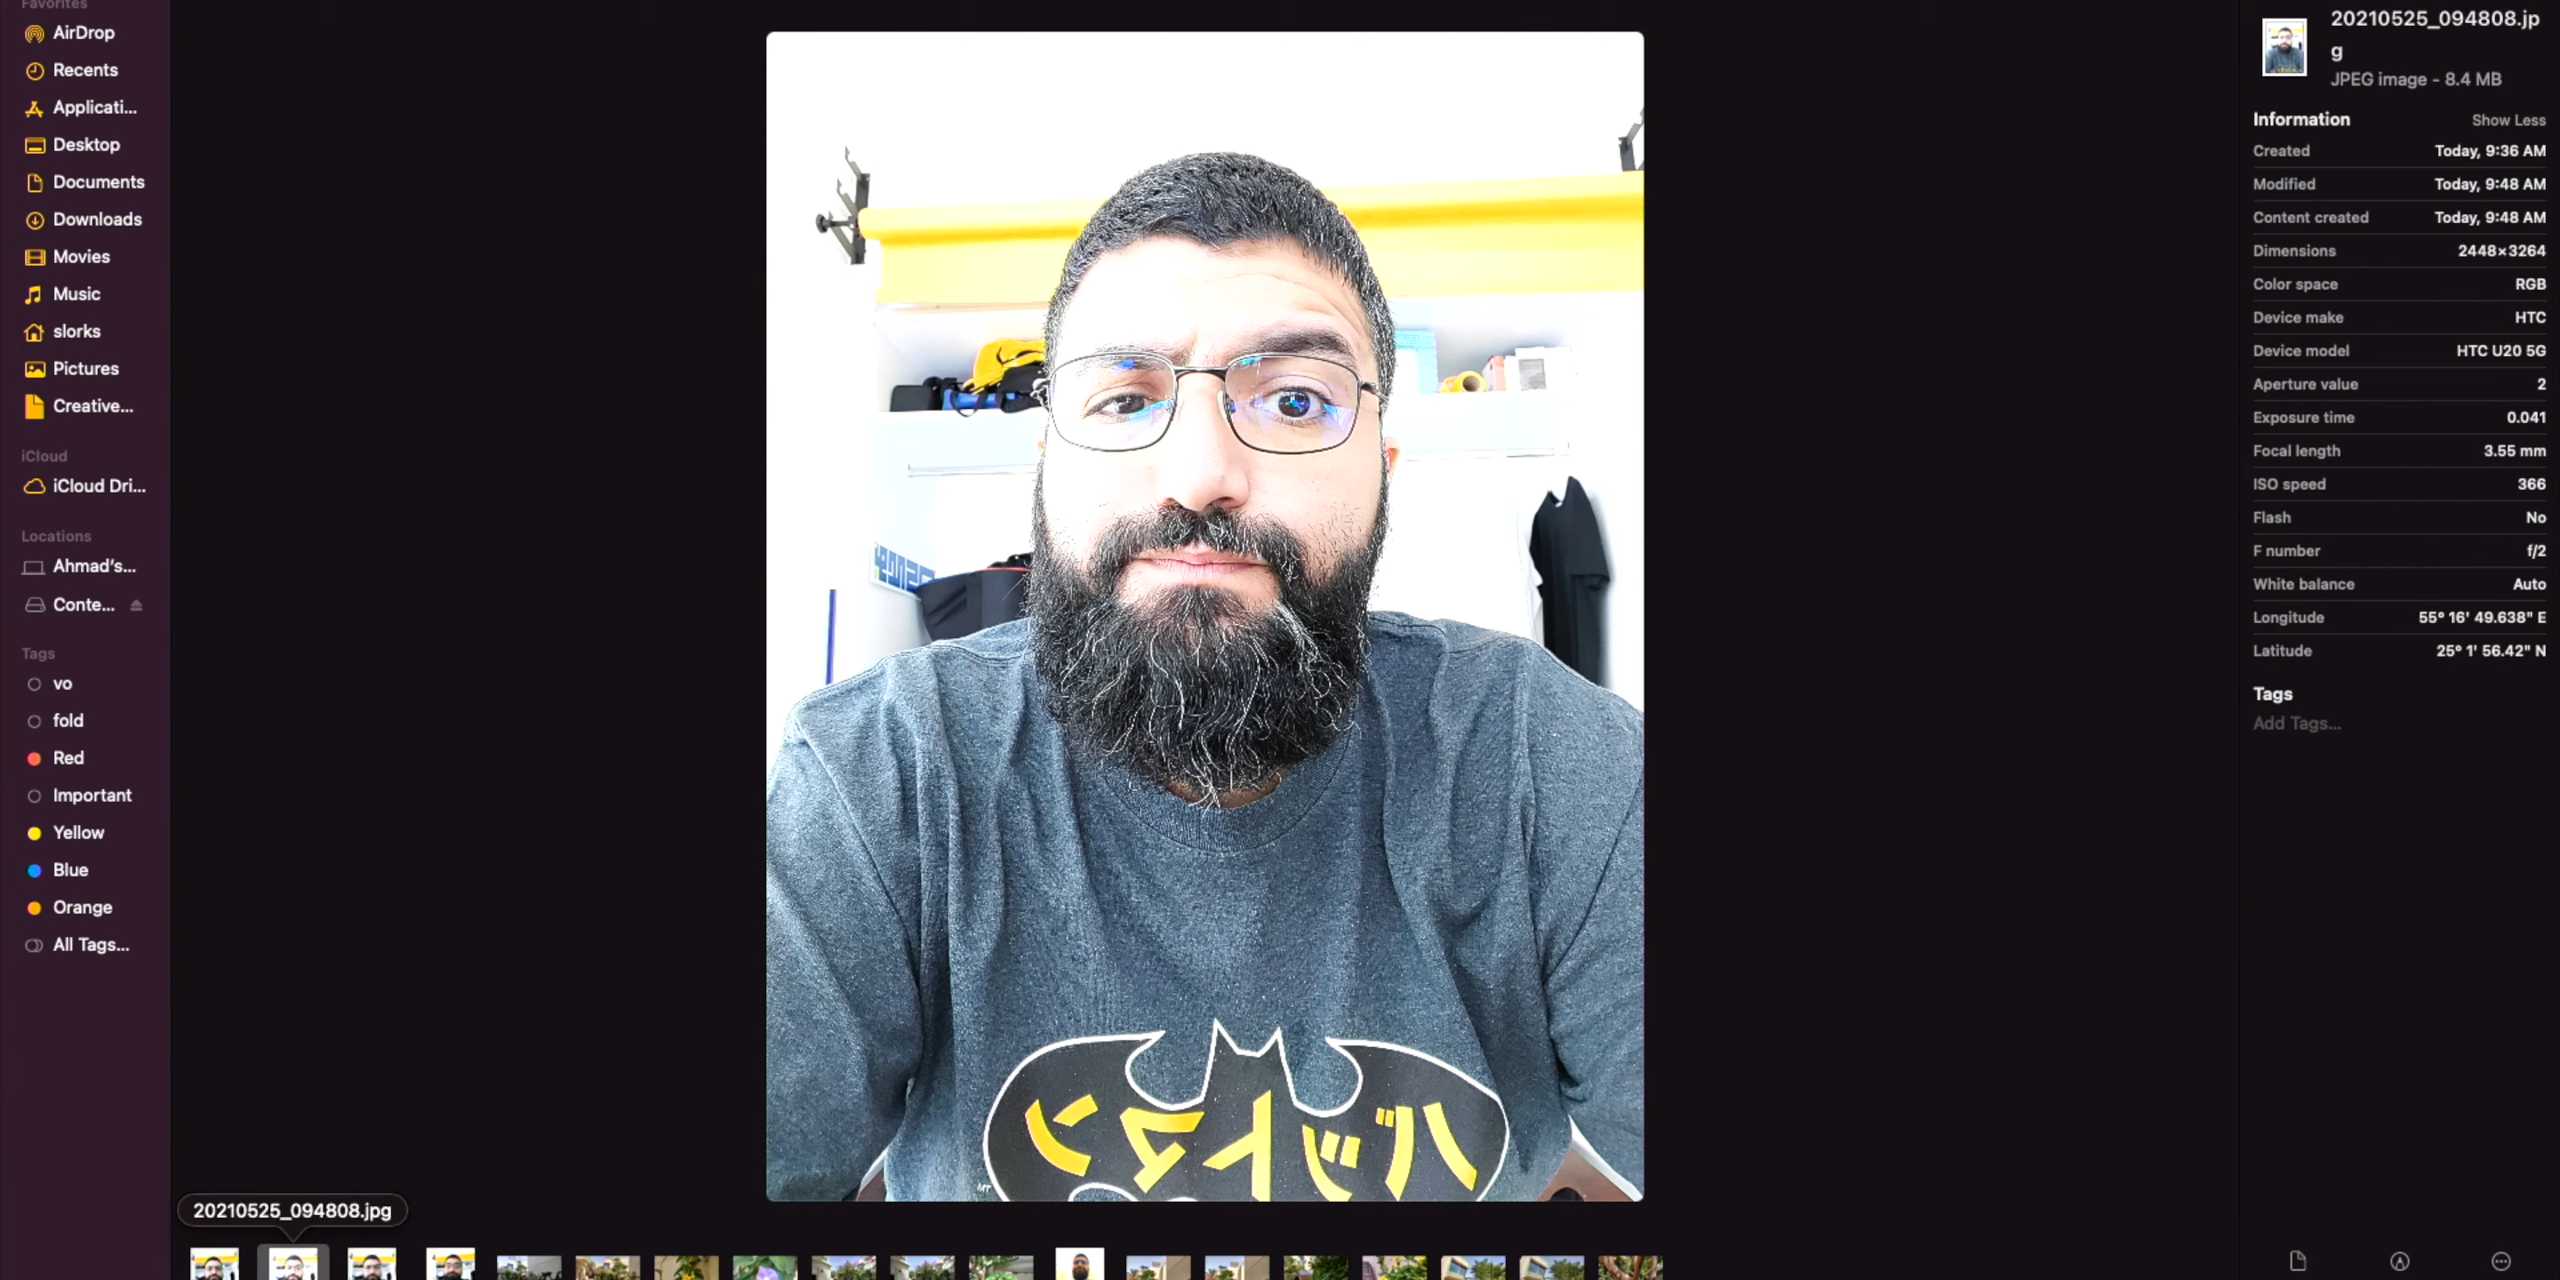 Favorites
AirDrop
Recents
Applicati...
Desktop
Documents
Downloads
Movies
Music
slorks
Pictures
Creative...
iCloud
iCloud Dri...
Locations
Ahmad's...
Conte...
Tags
vo
fold
Red
Important
Yellow
Blue
Orange
All Tags...
バットマン
20210525_094808.jpg
20210525_094808.jp
g
JPEG image - 8.4 MB
Information Show Less
Created Today, 9:36 AM
Modified Today, 9:48 AM
Content created Today, 9:48 AM
Dimensions 2448×3264
Color space RGB
Device make HTC
Device model HTC U20 5G
Aperture value 2
Exposure time 0.041
Focal length 3.55 mm
ISO speed 366
Flash No
F number f/2
White balance Auto
Longitude 55° 16' 49.638" E
Latitude 25° 1' 56.42" N
Tags
Add Tags...